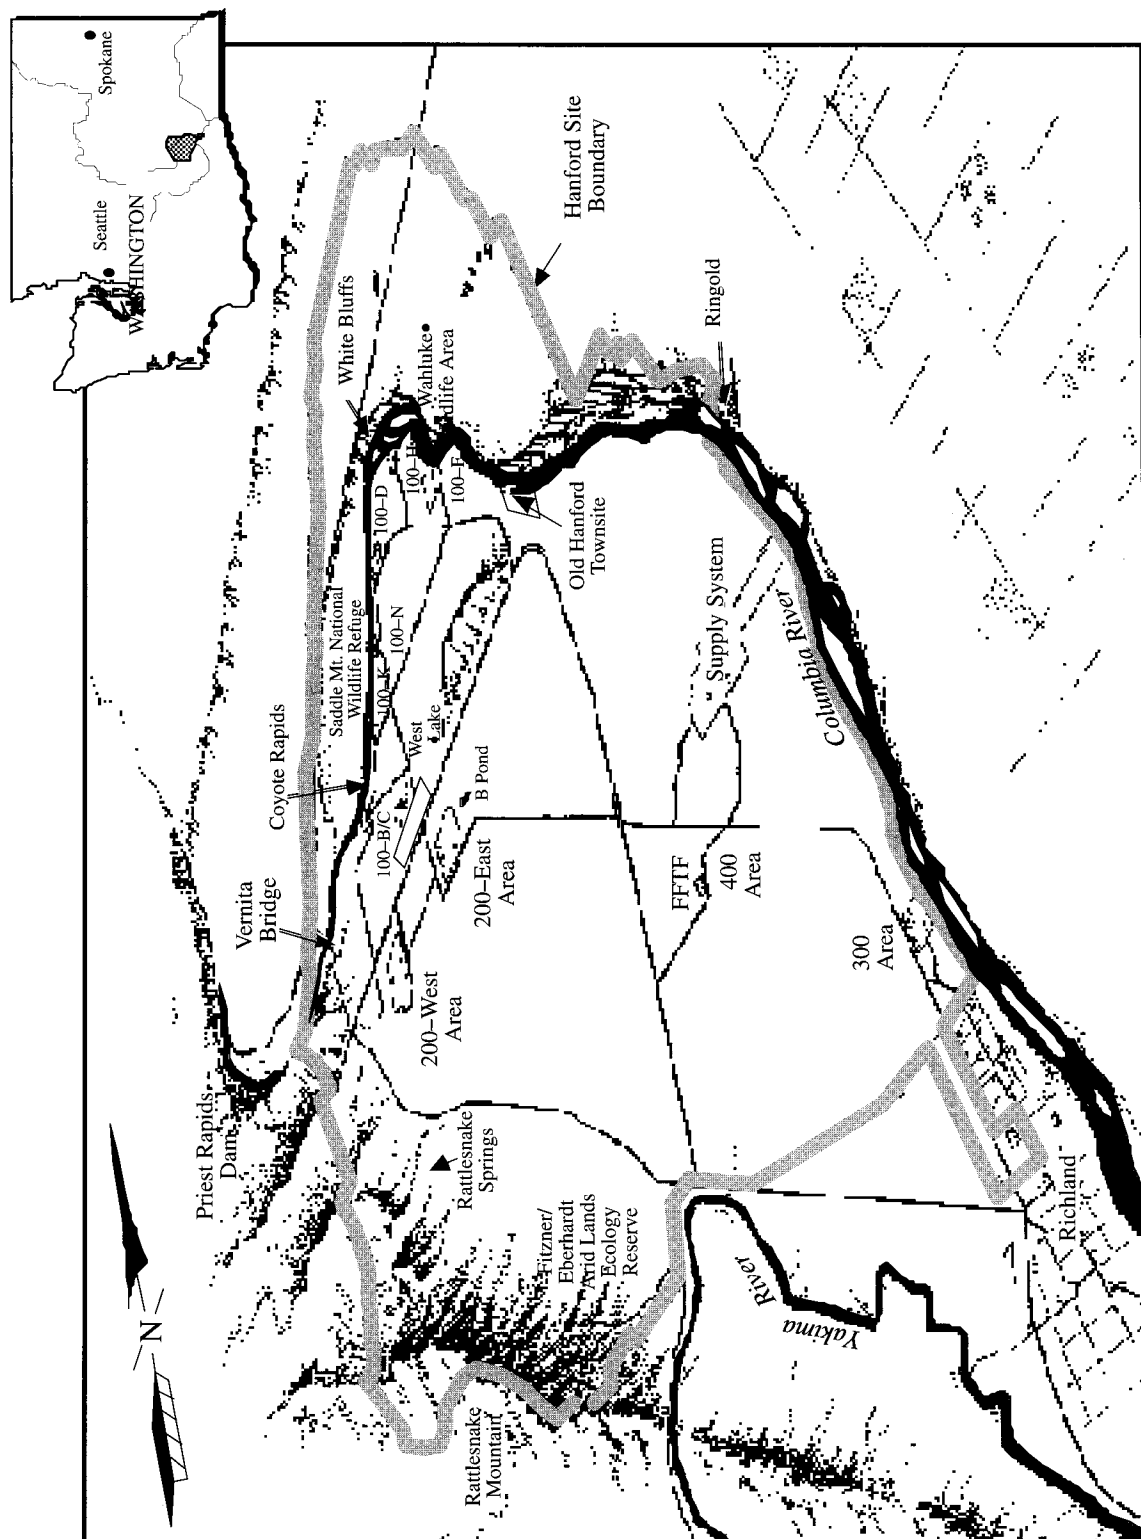 Spokane
Seattle
WASHINGTON
Hanford Site
Boundary
White Bluffs
Wahluke
Wildlife Area
Ringold
Coyote Rapids
Saddle Mt. National
Wildlife Refuge
100–D
100–H
100–F
Old Hanford
Townsite
100–N
100–K
West
Lake
100–B/C
B Pond
Vernita
Bridge
200–East
Area
200–West
Area
Supply System
Columbia River
FFTF
400
Area
300
Area
Priest Rapids
Dam
Rattlesnake
Springs
Fitzner/
Eberhardt
Arid Lands
Ecology
Reserve
Rattlesnake
Mountain
Yakima
River
Richland
N